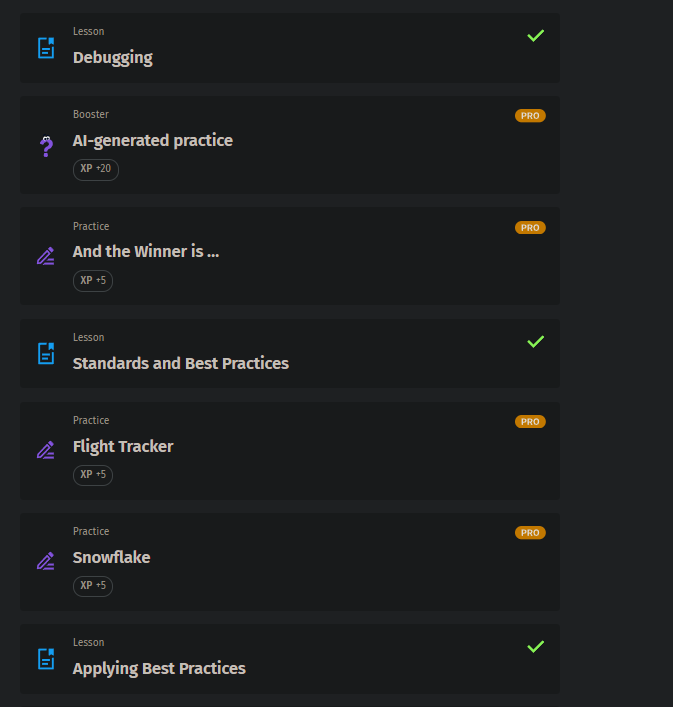 Lesson
Debugging
Booster
PRO
AI-generated practice
XP +20
Practice
PRO
And the Winner is ...
XP +5
Lesson
Standards and Best Practices
Practice
PRO
Flight Tracker
XP +5
Practice
PRO
Snowflake
XP +5
Lesson
Applying Best Practices